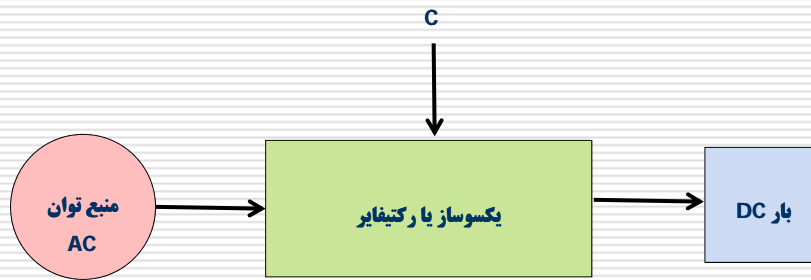 C
منبع توان
AC
یکسوساز یا رکتیفایر
بار DC